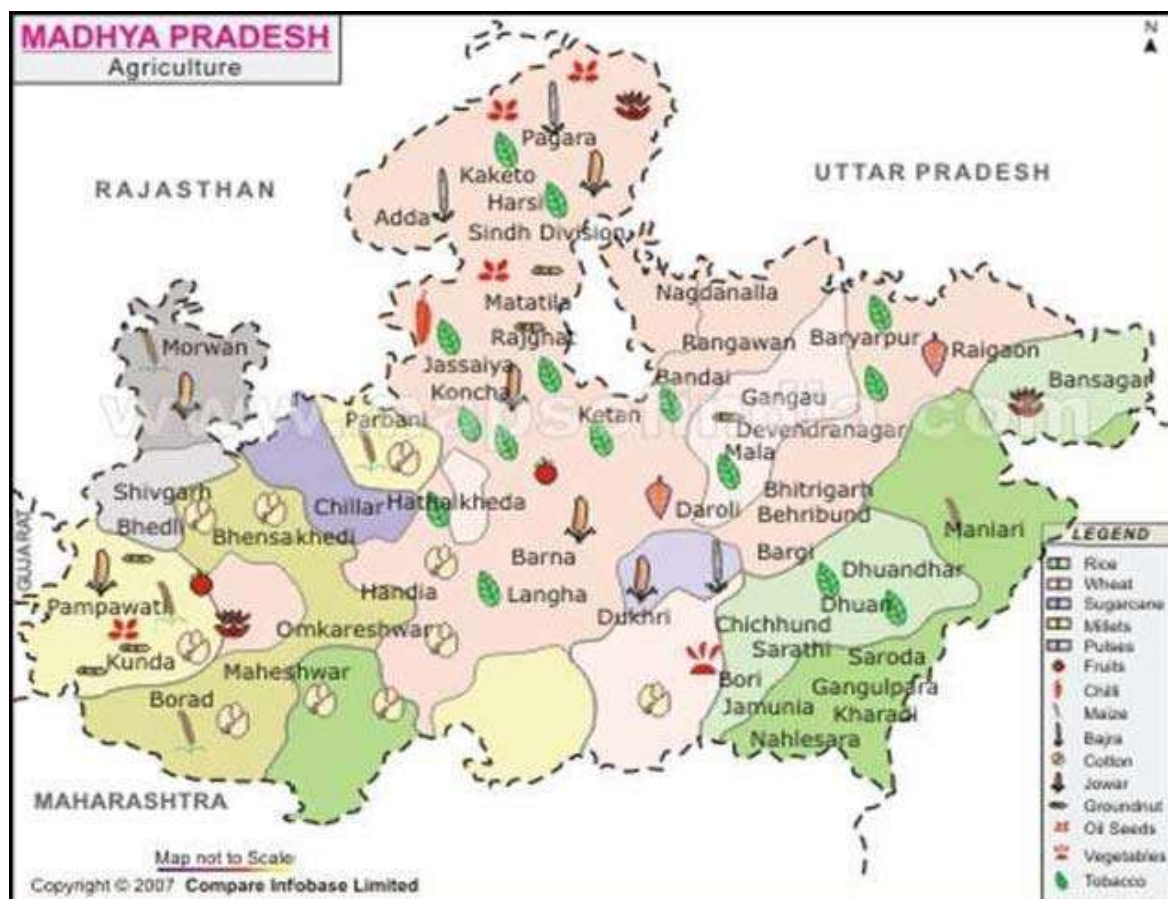 MADHYA PRADESH
Agriculture
N
RAJASTHAN
UTTAR PRADESH
Pagara
Kaketo
Harsi
Adda
Sindh Division
Matatila
Rajghat
Jassaiya
Koncha
Nagdanalla
Rangawan
Bandai
Baryarpur
Raigaon
Bansagar
Gangau
Devendranagar
Mala
Morwan
Parbani
Ketan
Shivgarh
Bhedli
Chillar
Hathalkheda
Bhensakhedi
Daroli
Bhitrigarh
Behribund
Maniari
GUJARAT
Barna
Bargi
Dhuandhar
Dhuan
Pampawati
Handia
Langha
Dukhri
Chichhund
Omkareshwar
Sarathi
Saroda
Kunda
Maheshwar
Bori
Gangulpara
Borad
Jamunia
Kharadi
Nahlesara
MAHARASHTRA
LEGEND
Rice
Wheat
Sugarcane
Millets
Pulses
Fruits
Chili
Maize
Bajra
Cotton
Jowar
Groundnut
Oil Seeds
Vegetables
Tobacco
Map not to Scale
Copyright © 2007 Compare Infobase Limited